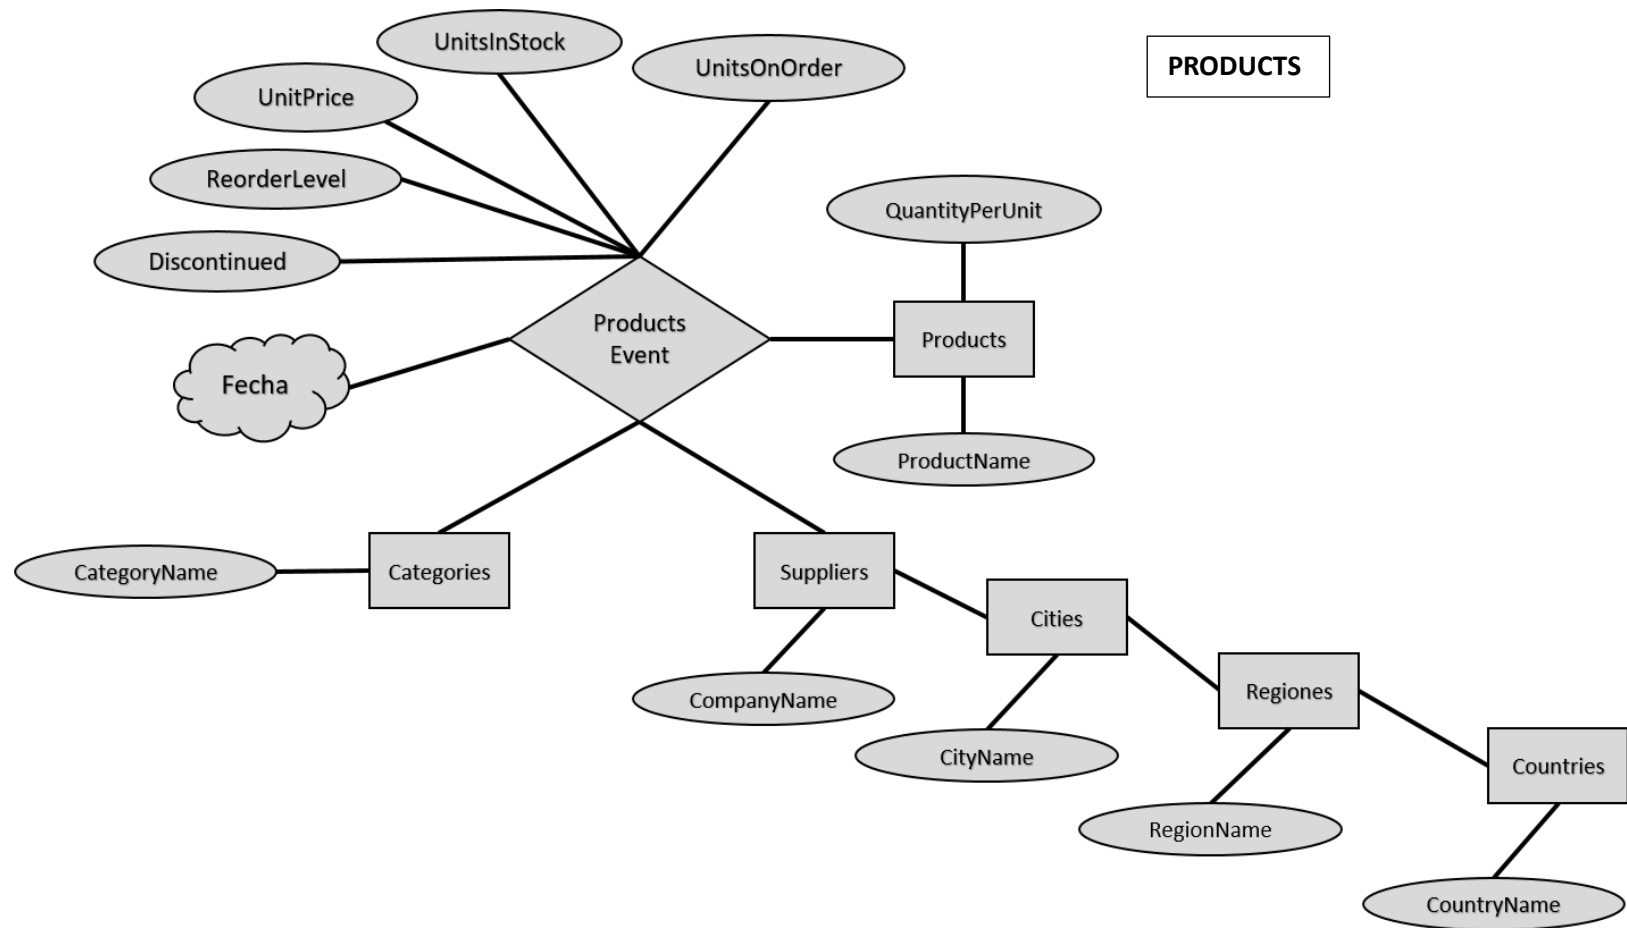 UnitsInStock
UnitsOnOrder
PRODUCTS
UnitPrice
ReorderLevel
QuantityPerUnit
Discontinued
Products
Event
Products
Fecha
ProductName
CategoryName
Categories
Suppliers
Cities
CompanyName
Regiones
CityName
Countries
RegionName
CountryName